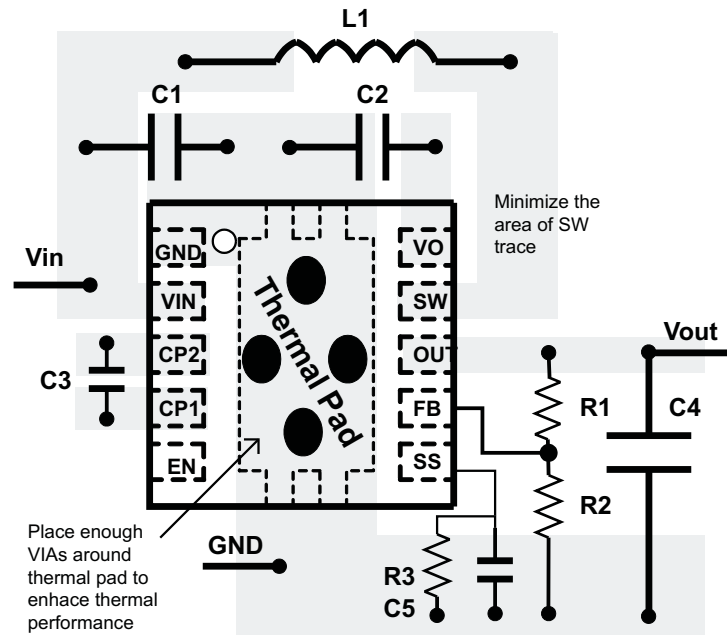 L1
C1
C2
Minimize the
area of SW
trace
Vin
GND
VIN
CP2
CP1
EN
Thermal Pad
VO
SW
OUT
FB
SS
C3
Vout
R1
C4
R2
Place enough
VIAs around
thermal pad to
enhace thermal
performance
GND
R3
C5